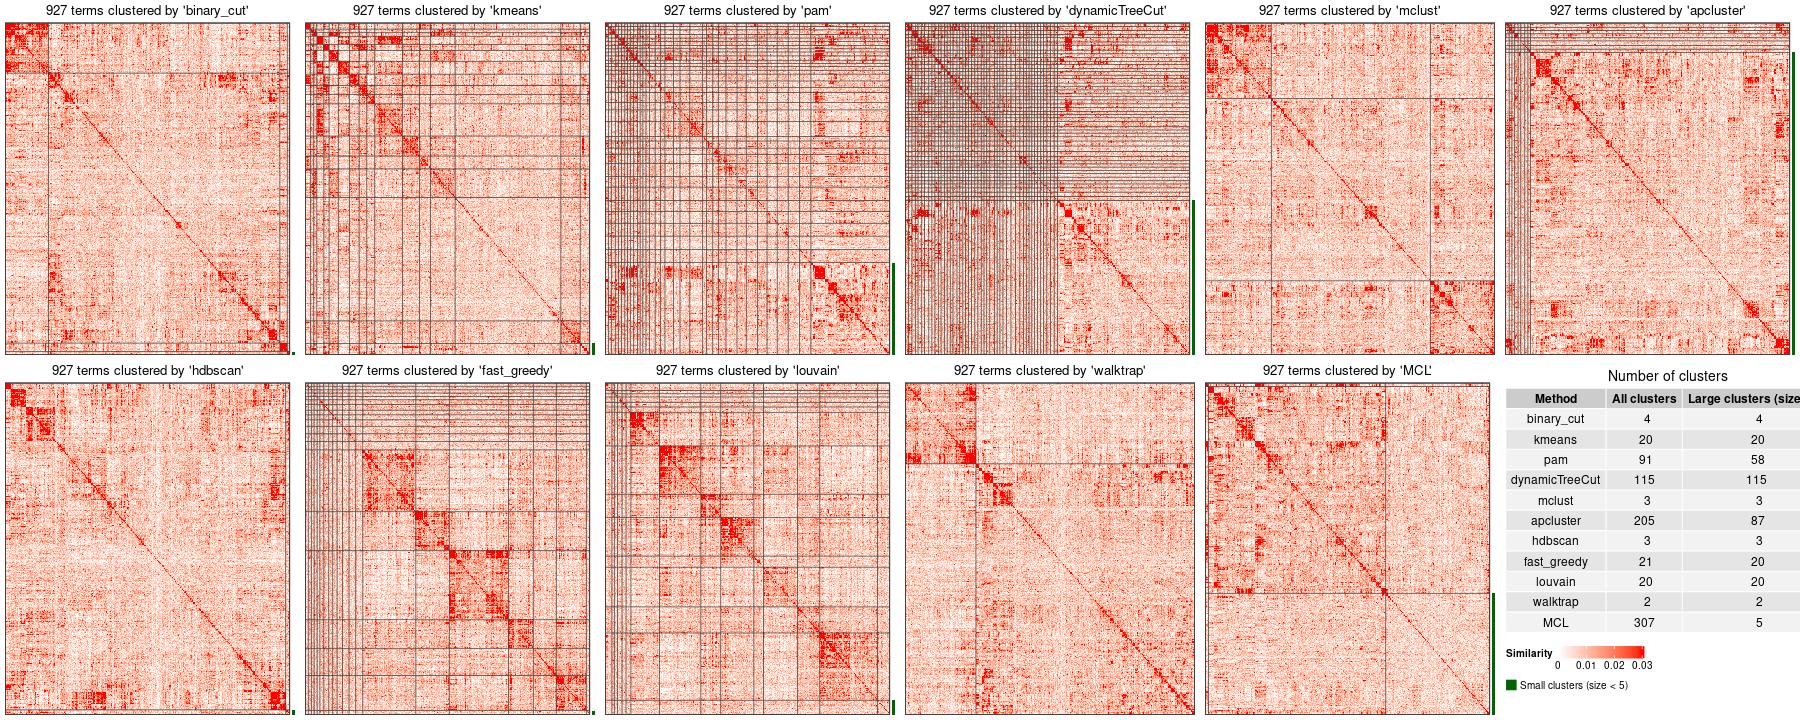 927 terms clustered by 'binary_cut'
927 terms clustered by 'kmeans'
927 terms clustered by 'pam'
927 terms clustered by 'dynamicTreeCut'
927 terms clustered by 'mclust'
927 terms clustered by 'apcluster'
927 terms clustered by 'hdbscan'
927 terms clustered by 'fast_greedy'
927 terms clustered by 'louvain'
927 terms clustered by 'walktrap'
927 terms clustered by 'MCL'
Number of clusters
Method All clusters Large clusters (size
binary_cut 4 4
kmeans 20 20
pam 91 58
dynamicTreeCut 115 115
mclust 3 3
apcluster 205 87
hdbscan 3 3
fast_greedy 21 20
louvain 20 20
walktrap 2 2
MCL 307 5
Similarity
0 0.01 0.02 0.03
Small clusters (size < 5)